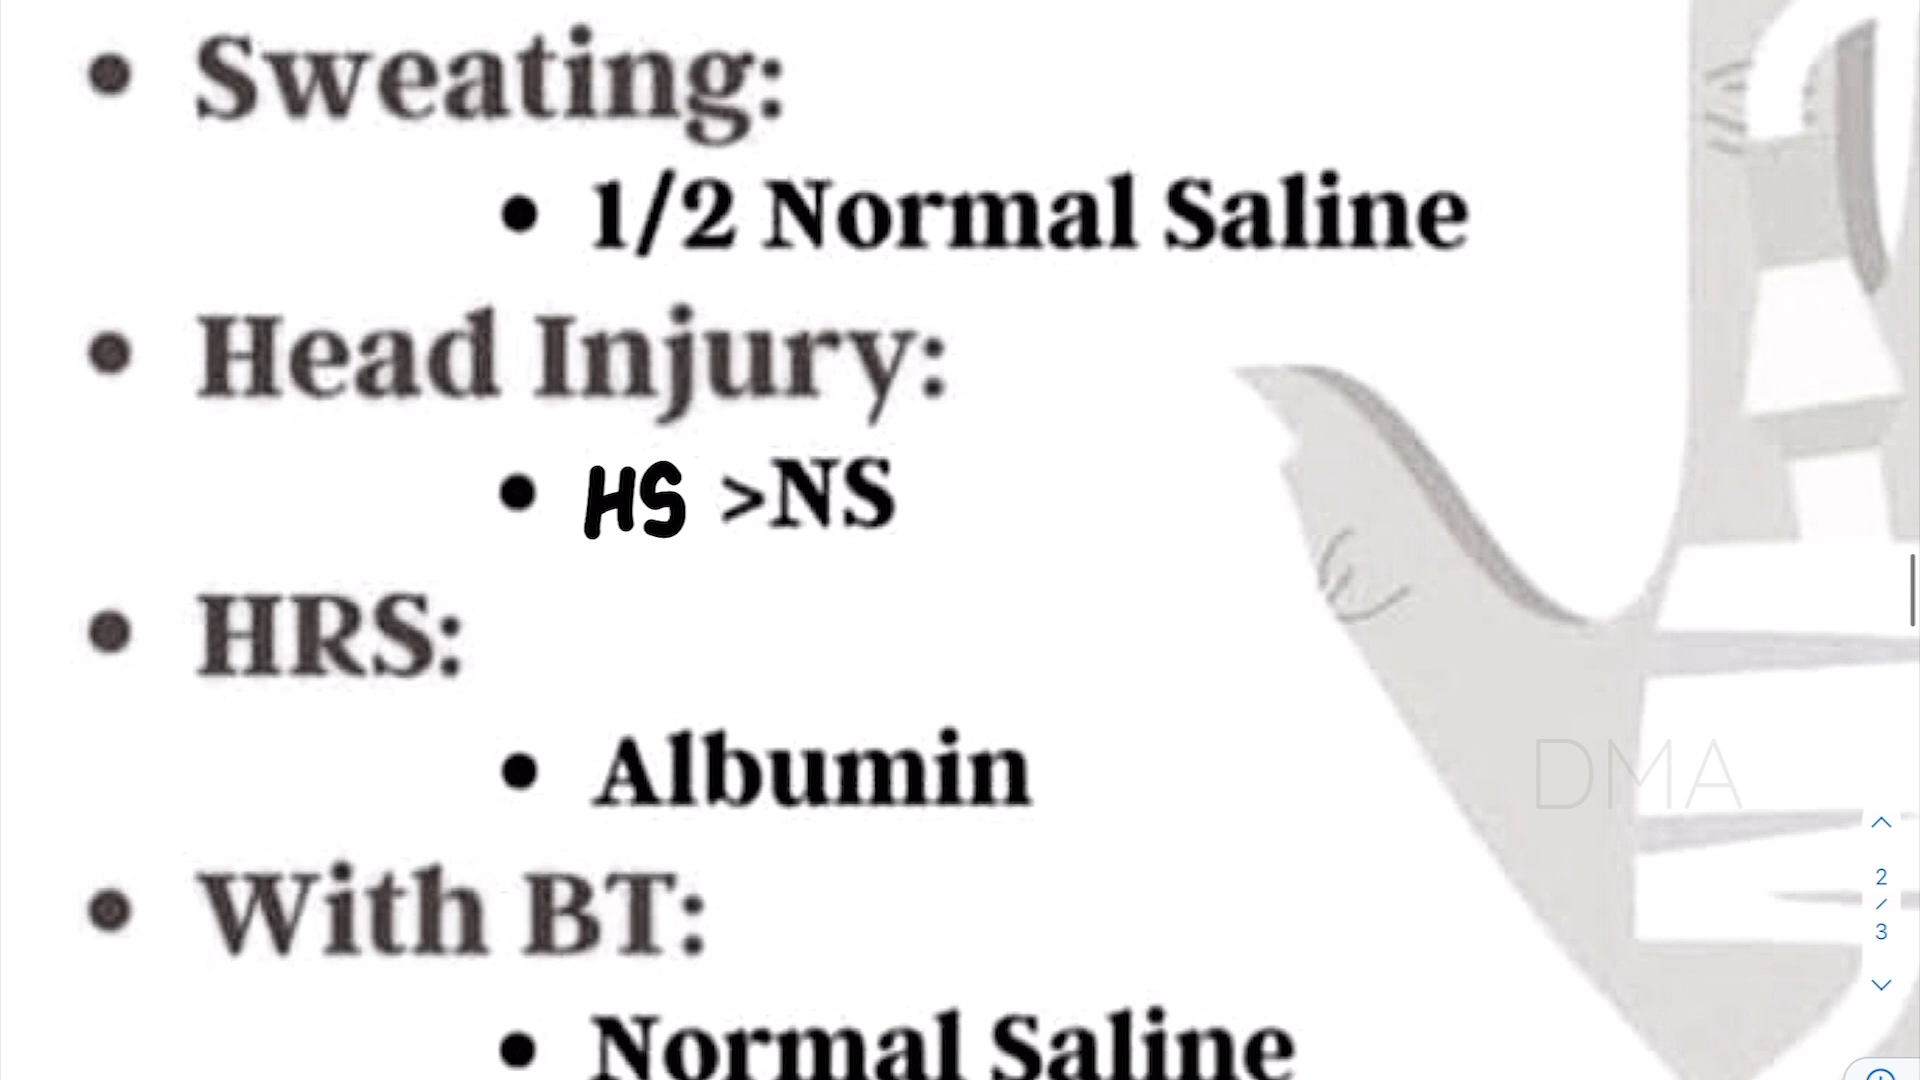 • Sweating:
• 1/2 Normal Saline
• Head Injury:
• HS >NS
• HRS:
• Albumin
• With BT:
• Normal Saline
DMA
2
/
3